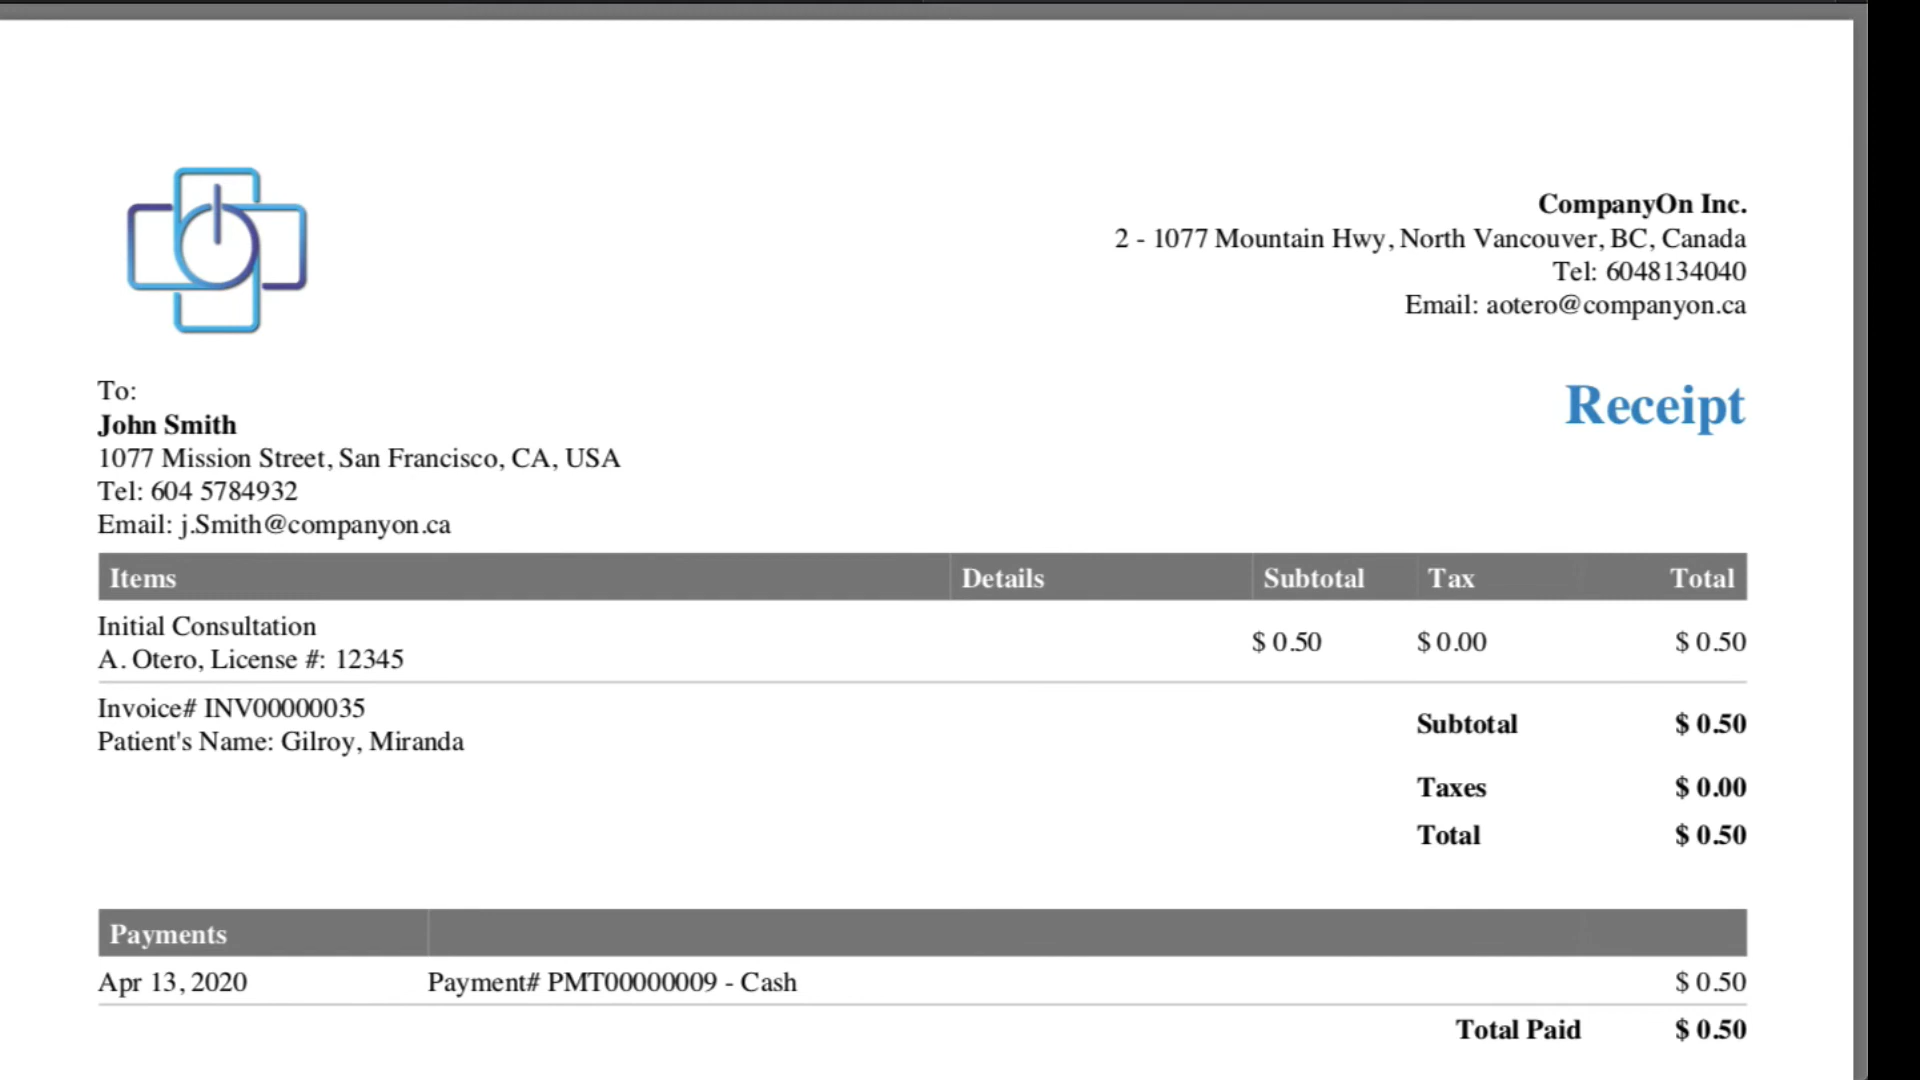 CompanyOn Inc.
2 - 1077 Mountain Hwy, North Vancouver, BC, Canada
Tel: 6048134040
Email: aotero@companyon.ca
To:
Receipt
John Smith
1077 Mission Street, San Francisco, CA, USA
Tel: 604 5784932
Email: j.Smith@companyon.ca
Items Details Subtotal Tax Total
Initial Consultation
A. Otero, License #: 12345
$ 0.50 $ 0.00 $ 0.50
Invoice# INV00000035
Patient's Name: Gilroy, Miranda
Subtotal $ 0.50
Taxes $ 0.00
Total $ 0.50
Payments
Apr 13, 2020 Payment# PMT00000009 - Cash $ 0.50
Total Paid $ 0.50